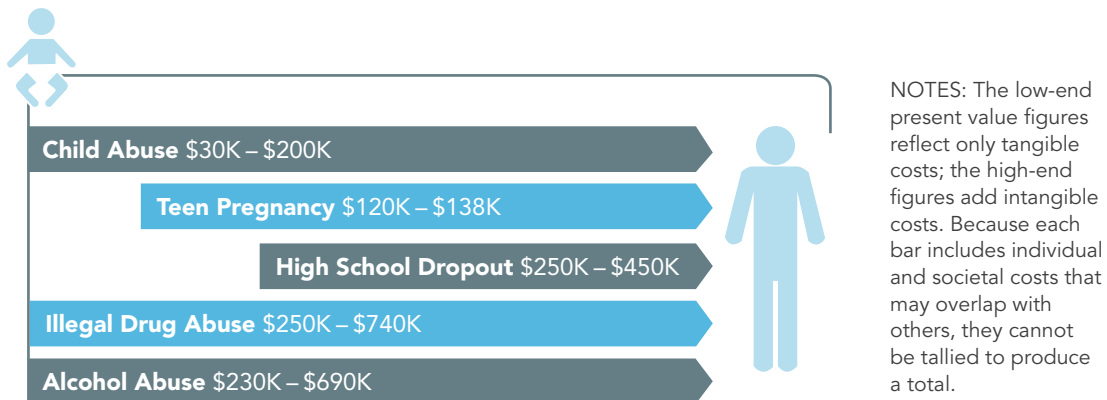 Child Abuse $30K – $200K
Teen Pregnancy $120K – $138K
High School Dropout $250K – $450K
Illegal Drug Abuse $250K – $740K
Alcohol Abuse $230K – $690K
NOTES: The low-end
present value figures
reflect only tangible
costs; the high-end
figures add intangible
costs. Because each
bar includes individual
and societal costs that
may overlap with
others, they cannot
be tallied to produce
a total.